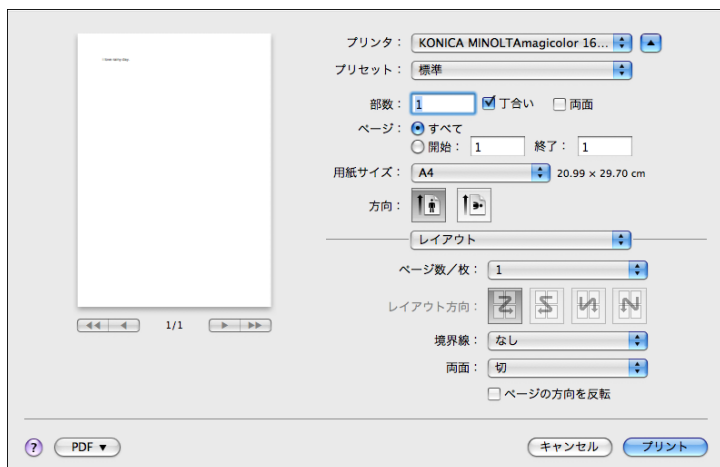 プリンタ： KONICA MINOLTAmagicolor 16...
プリセット： 標準
部数： 1 丁合い 両面
ページ： すべて
開始： 1 終了： 1
用紙サイズ： A4 20.99 × 29.70 cm
方向：
レイアウト
ページ数／枚： 1
レイアウト方向：
境界線： なし
両面： 切
ページの方向を反転
1/1
? PDF ▼ キャンセル プリント